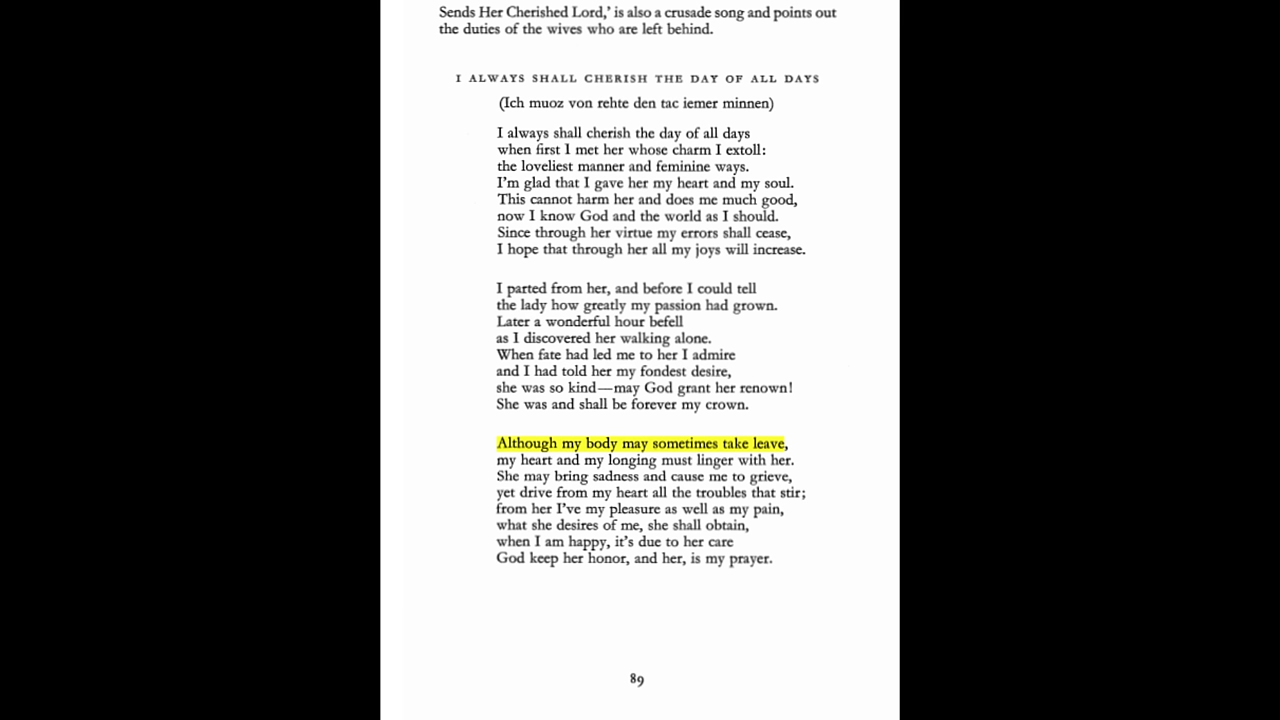 Sends Her Cherished Lord,' is also a crusade song and points out
the duties of the wives who are left behind.
I ALWAYS SHALL CHERISH THE DAY OF ALL DAYS
(Ich muoz von rehte den tac iemer minnen)
I always shall cherish the day of all days
when first I met her whose charm I extoll:
the loveliest manner and feminine ways.
I'm glad that I gave her my heart and my soul.
This cannot harm her and does me much good,
now I know God and the world as I should.
Since through her virtue my errors shall cease,
I hope that through her all my joys will increase.
I parted from her, and before I could tell
the lady how greatly my passion had grown.
Later a wonderful hour befell
as I discovered her walking alone.
When fate had led me to her I admire
and I had told her my fondest desire,
she was so kind—may God grant her renown!
She was and shall be forever my crown.
Although my body may sometimes take leave,
my heart and my longing must linger with her.
She may bring sadness and cause me to grieve,
yet drive from my heart all the troubles that stir;
from her I've my pleasure as well as my pain,
what she desires of me, she shall obtain,
when I am happy, it's due to her care
God keep her honor, and her, is my prayer.
89